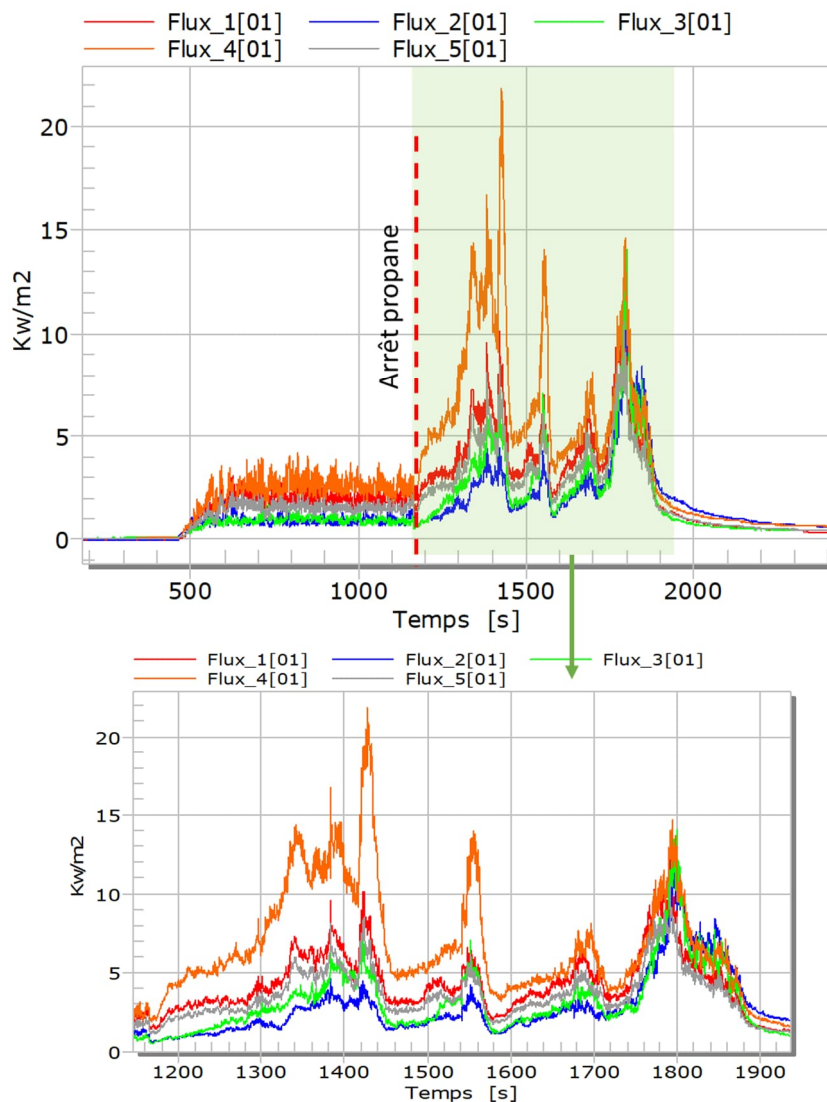 Flux_1[01] Flux_2[01] Flux_3[01]
Flux_4[01] Flux_5[01]
20
15
10
5
0
Kw/m2
Arrêt propane
500 1000 1500 2000
Temps [s]
Flux_1[01] Flux_2[01] Flux_3[01]
Flux_4[01] Flux_5[01]
20
15
10
5
0
Kw/m2
1200 1300 1400 1500 1600 1700 1800 1900
Temps [s]